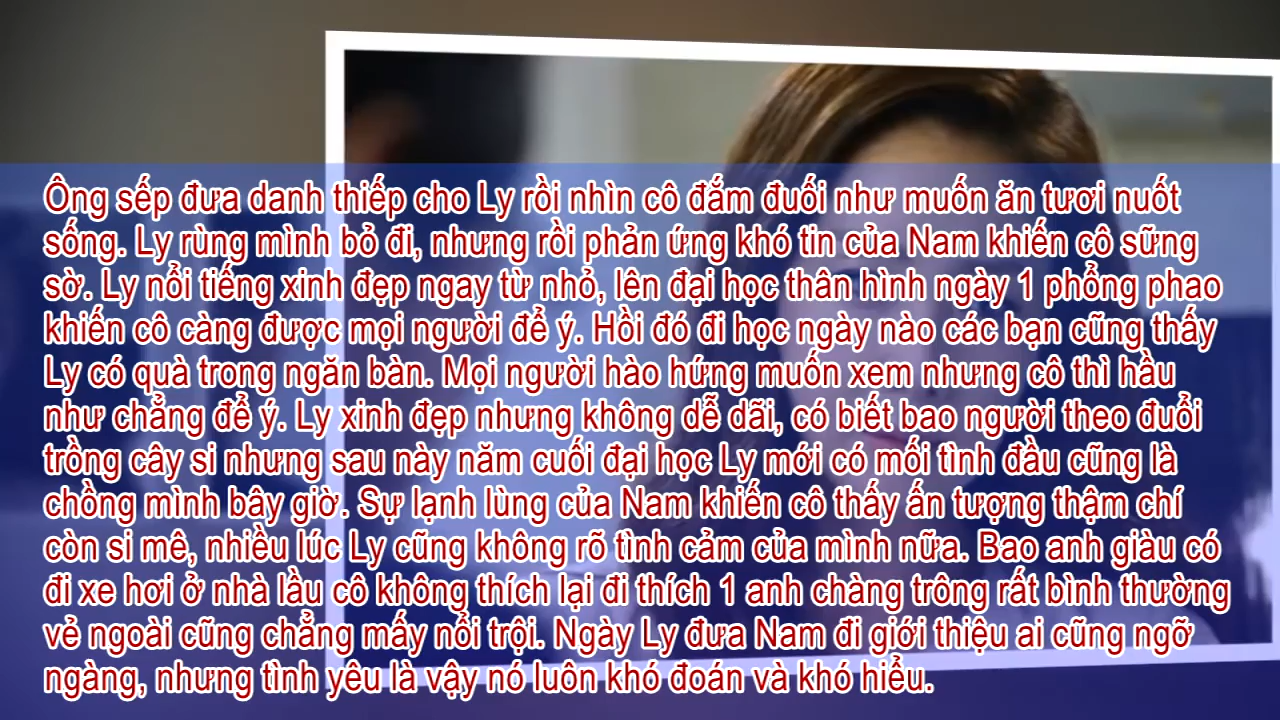 Ông sếp đưa danh thiếp cho Ly rồi nhìn cô đắm đuối như muốn ăn tươi nuốt
sống. Ly rùng mình bỏ đi, nhưng rồi phản ứng khó tin của Nam khiến cô sững
sờ. Ly nổi tiếng xinh đẹp ngay từ nhỏ, lên đại học thân hình ngày 1 phổng phao
khiến cô càng được mọi người để ý. Hồi đó đi học ngày nào các bạn cũng thấy
Ly có quà trong ngăn bàn. Mọi người hào hứng muốn xem nhưng cô thì hầu
như chẳng để ý. Ly xinh đẹp nhưng không dễ dãi, có biết bao người theo đuổi
trồng cây si nhưng sau này năm cuối đại học Ly mới có mối tình đầu cũng là
chồng mình bây giờ. Sự lạnh lùng của Nam khiến cô thấy ấn tượng thậm chí
còn si mê, nhiều lúc Ly cũng không rõ tình cảm của mình nữa. Bao anh giàu có
đi xe hơi ở nhà lầu cô không thích lại đi thích 1 anh chàng trông rất bình thường
vẻ ngoài cũng chẳng mấy nổi trội. Ngày Ly đưa Nam đi giới thiệu ai cũng ngỡ
ngàng, nhưng tình yêu là vậy nó luôn khó đoán và khó hiểu.